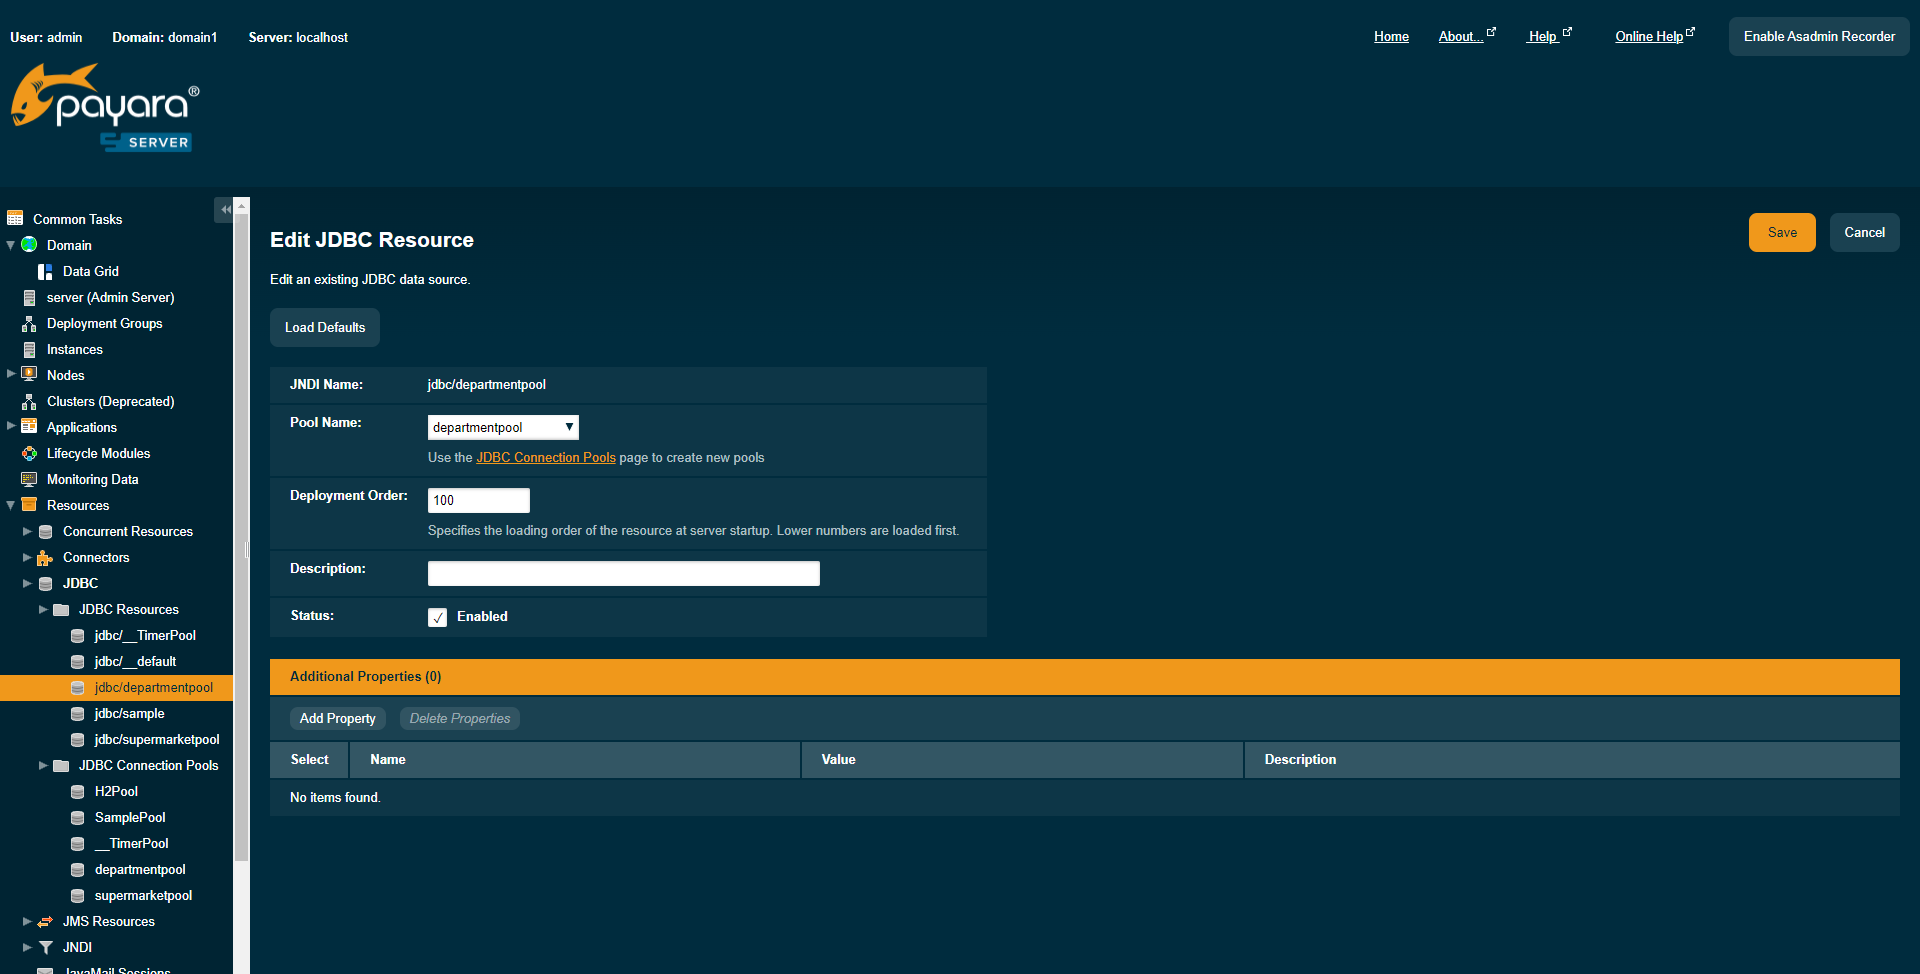 User: admin Domain: domain1 Server: localhost
Home About... Help Online Help Enable Asadmin Recorder
payara®
SERVER
Common Tasks
Domain
Data Grid
server (Admin Server)
Deployment Groups
Instances
Nodes
Clusters (Deprecated)
Applications
Lifecycle Modules
Monitoring Data
Resources
Concurrent Resources
Connectors
JDBC
JDBC Resources
jdbc/__TimerPool
jdbc/__default
jdbc/departmentpool
jdbc/sample
jdbc/supermarketpool
JDBC Connection Pools
H2Pool
SamplePool
__TimerPool
departmentpool
supermarketpool
JMS Resources
JNDI
JavaMail Sessions
Edit JDBC Resource
Save Cancel
Edit an existing JDBC data source.
Load Defaults
JNDI Name: jdbc/departmentpool
Pool Name: departmentpool
Use the JDBC Connection Pools page to create new pools
Deployment Order: 100
Specifies the loading order of the resource at server startup. Lower numbers are loaded first.
Description:
Status: Enabled
Additional Properties (0)
Add Property Delete Properties
Select Name Value Description
No items found.